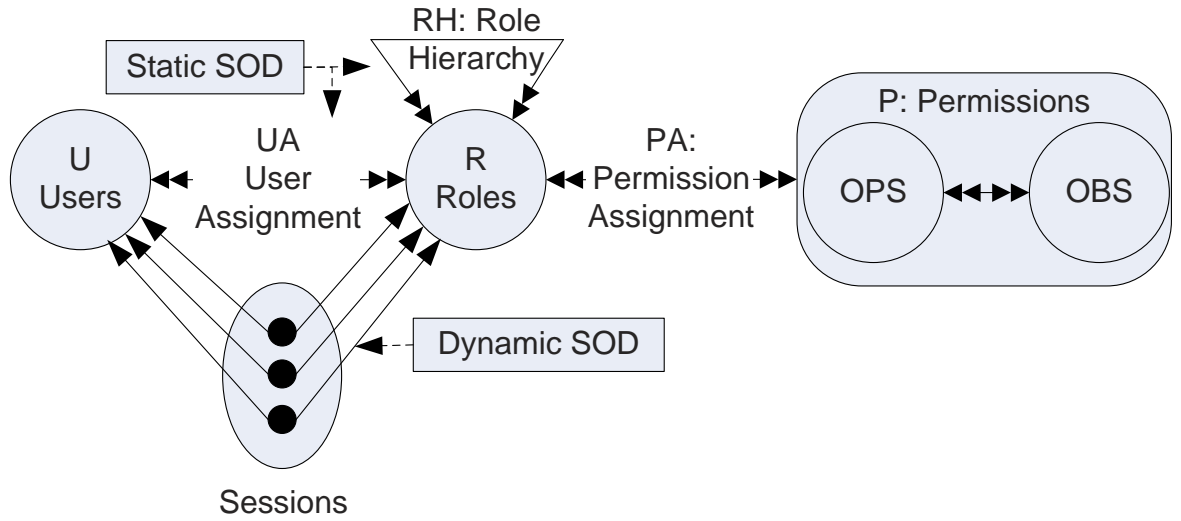 RH: Role
Hierarchy
Static SOD
P: Permissions
U
Users
UA
User
Assignment
R
Roles
PA:
Permission
Assignment
OPS
OBS
Dynamic SOD
Sessions